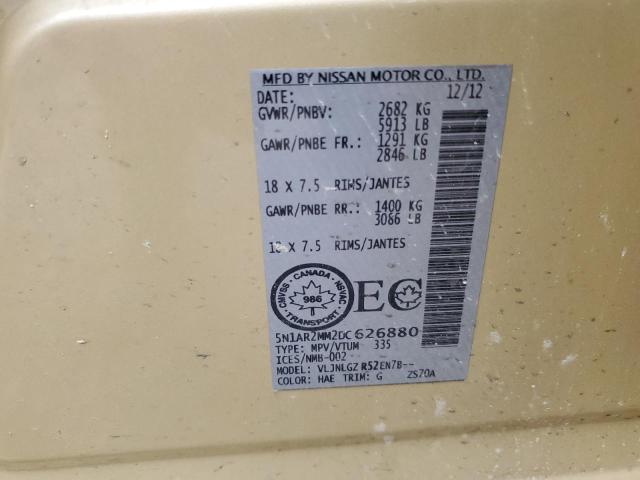 MFD BY NISSAN MOTOR CO., LTD.
DATE: 12/12
GVWR/PNBV: 2682 KG
5913 LB
GAWR/PNBE FR.: 1291 KG
2846 LB
18 X 7.5 RIMS/JANTES
GAWR/PNBE RR.: 1400 KG
3086 LB
18 X 7.5 RIMS/JANTES
CANADA
CMVSS NSVAC
986
TRANSPORT
EC
5N1AR2MM2DC626880
TYPE: MPV/VTUM 335
ICES/NMB-002
MODEL: VLJNLGZ R52EN7B--
COLOR: HAE TRIM: G ZS70A